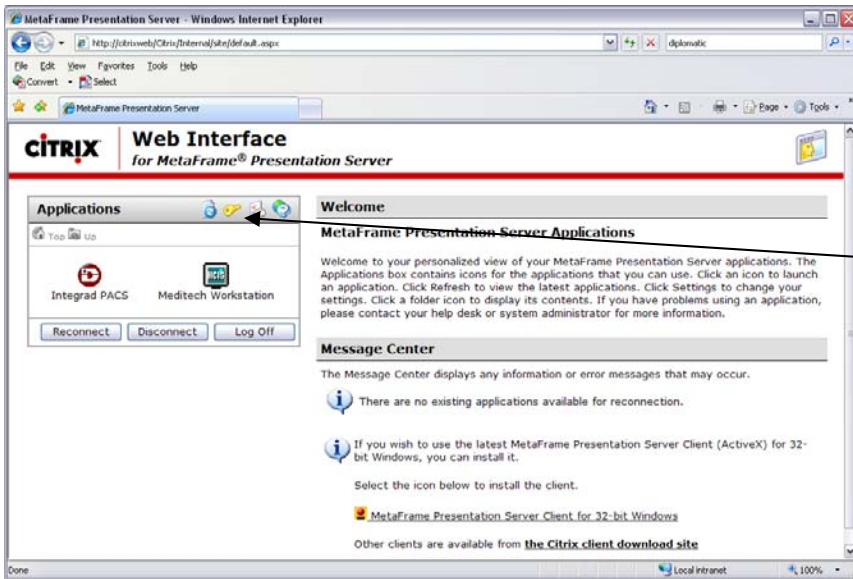 MetaFrame Presentation Server - Windows Internet Explorer
http://citrixweb/Citrix/Internal/site/default.aspx
diplomatic
File Edit View Favorites Tools Help
Convert Select
MetaFrame Presentation Server
Page Tools
CITRIX
Web Interface
for MetaFrame® Presentation Server
Applications
Top Up
Integrad PACS Meditech Workstation
Reconnect Disconnect Log Off
Welcome
MetaFrame Presentation Server Applications
Welcome to your personalized view of your MetaFrame Presentation Server applications. The
Applications box contains icons for the applications that you can use. Click an icon to launch
an application. Click Refresh to view the latest applications. Click Settings to change your
settings. Click a folder icon to display its contents. If you have problems using an application,
please contact your help desk or system administrator for more information.
Message Center
The Message Center displays any information or error messages that may occur.
There are no existing applications available for reconnection.
If you wish to use the latest MetaFrame Presentation Server Client (ActiveX) for 32-
bit Windows, you can install it.
Select the icon below to install the client.
MetaFrame Presentation Server Client for 32-bit Windows
Other clients are available from the Citrix client download site
Done
Local intranet
100%